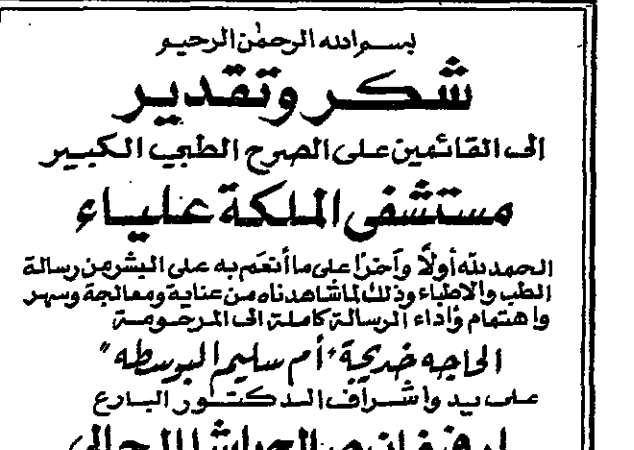 بسم الله الرحمن الرحيم
شكر وتقدير
الى القائمين على الصرح الطبي الكبير
مستشفى الملكة علياء
الحمد لله أولاً وآخراً على ما أنعم به على البشر من رسالة
الطب والاطباء وذلك لما شاهدناه من عناية ومعالجة وسهر
واهتمام وأداء الرسالة كاملة الى المرحومة
الحاجه خديجة "أم سليم البوسطه"
على يد واشراف الدكتور البارع